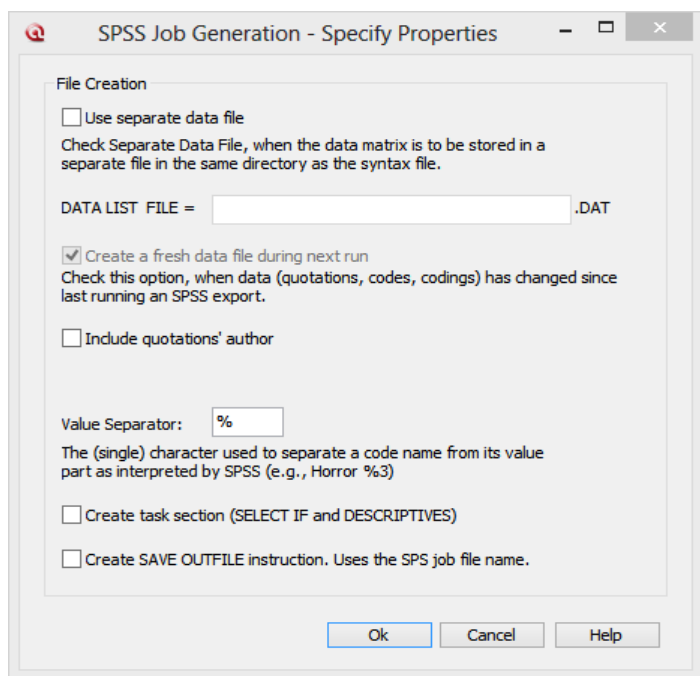 SPSS Job Generation - Specify Properties
File Creation
Use separate data file
Check Separate Data File, when the data matrix is to be stored in a
separate file in the same directory as the syntax file.
DATA LIST FILE = .DAT
Create a fresh data file during next run
Check this option, when data (quotations, codes, codings) has changed since
last running an SPSS export.
Include quotations' author
Value Separator: %
The (single) character used to separate a code name from its value
part as interpreted by SPSS (e.g., Horror %3)
Create task section (SELECT IF and DESCRIPTIVES)
Create SAVE OUTFILE instruction. Uses the SPS job file name.
Ok Cancel Help